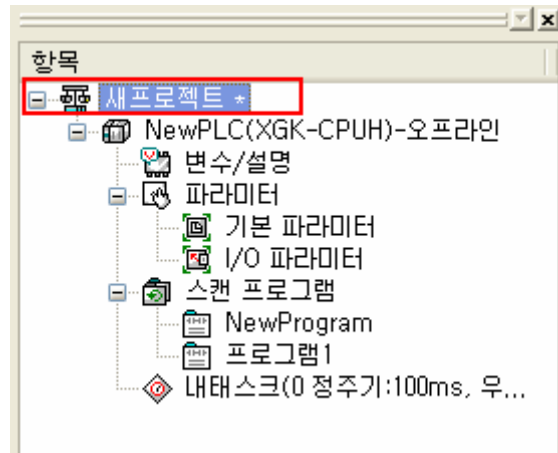 항목
새프로젝트 *
NewPLC(XGK-CPUH)-오프라인
변수/설명
파라미터
기본 파라미터
I/O 파라미터
스캔 프로그램
NewProgram
프로그램1
내태스크(0 정주기:100ms, 우...